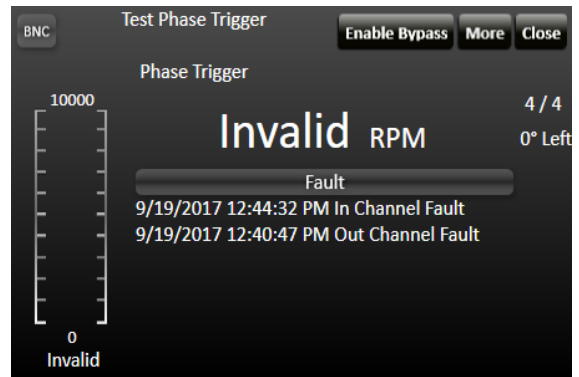 BNC
Test Phase Trigger
Enable Bypass
More
Close
Phase Trigger
10000
4 / 4
Invalid RPM
0° Left
Fault
9/19/2017 12:44:32 PM In Channel Fault
9/19/2017 12:40:47 PM Out Channel Fault
0
Invalid